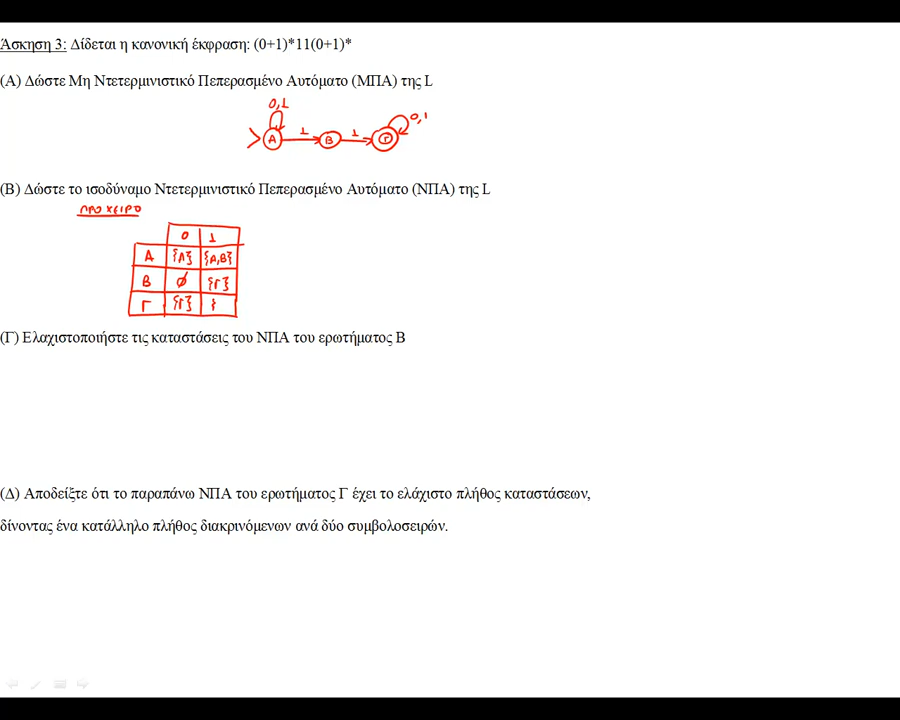 Άσκηση 3: Δίδεται η κανονική έκφραση: (0+1)*11(0+1)*
(Α) Δώστε Μη Ντετερμινιστικό Πεπερασμένο Αυτόματο (ΜΠΑ) της L
0,1
0,1
1
1
> Α Β Γ
(Β) Δώστε το ισοδύναμο Ντετερμινιστικό Πεπερασμένο Αυτόματο (ΝΠΑ) της L
ΠΡΟΧΕΙΡΟ
0 1
Α {Α} {Α,Β}
Β ∅ {Γ}
Γ {Γ} {
(Γ) Ελαχιστοποιήστε τις καταστάσεις του ΝΠΑ του ερωτήματος Β
(Δ) Αποδείξτε ότι το παραπάνω ΝΠΑ του ερωτήματος Γ έχει το ελάχιστο πλήθος καταστάσεων,
δίνοντας ένα κατάλληλο πλήθος διακρινόμενων ανά δύο συμβολοσειρών.